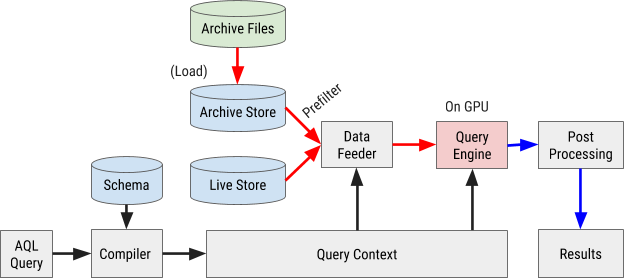 Archive Files
(Load)
Archive Store
Prefilter
On GPU
Data
Feeder
Query
Engine
Post
Processing
Schema
Live Store
AQL
Query
Compiler
Query Context
Results